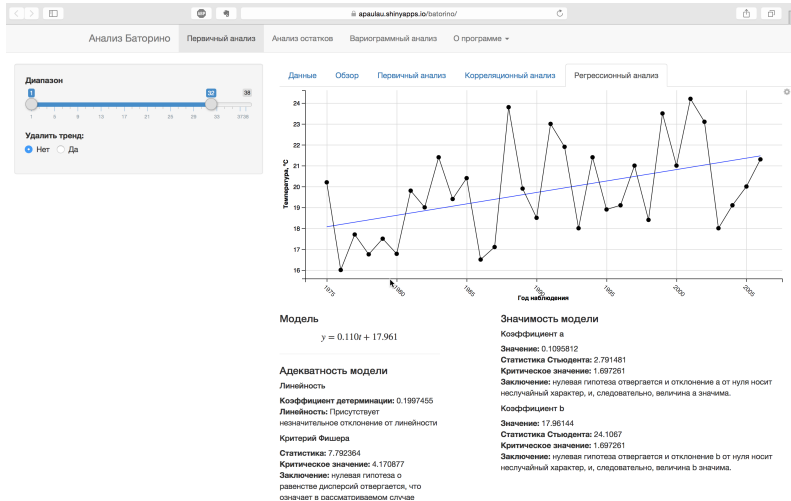 apaulau.shinyapps.io/batorino/
Анализ Баторино Первичный анализ Анализ остатков Вариограммный анализ О программе
Диапазон
1 32 38
1 5 9 13 17 21 25 29 33 3738
Удалить тренд:
Нет Да
Данные Обзор Первичный анализ Корреляционный анализ Регрессионный анализ
Температура, °C
24
23
22
21
20
19
18
17
16
1975 1980 1985 1990 1995 2000 2005
Год наблюдения
Модель
y = 0.110t + 17.961
Адекватность модели
Линейность
Коэффициент детерминации: 0.1997455
Линейность: Присутствует
незначительное отклонение от линейности
Критерий Фишера
Статистика: 7.792364
Критическое значение: 4.170877
Заключение: нулевая гипотеза о
равенстве дисперсий отвергается, что
означает в рассматриваемом случае
Значимость модели
Коэффициент a
Значение: 0.1095812
Статистика Стьюдента: 2.791481
Критическое значение: 1.697261
Заключение: нулевая гипотеза отвергается и отклонение a от нуля носит
неслучайный характер, и, следовательно, величина a значима.
Коэффициент b
Значение: 17.96144
Статистика Стьюдента: 24.1067
Критическое значение: 1.697261
Заключение: нулевая гипотеза отвергается и отклонение b от нуля носит
неслучайный характер, и, следовательно, величина b значима.